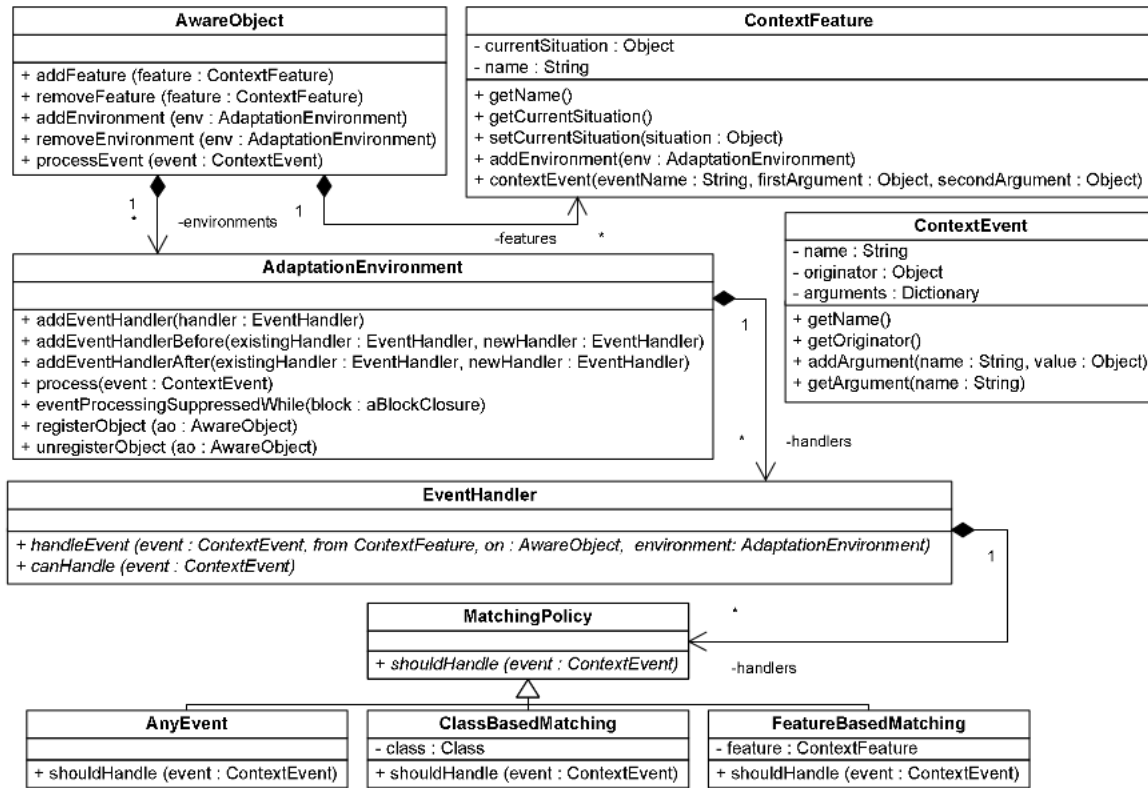 AwareObject
+ addFeature (feature : ContextFeature)
+ removeFeature (feature : ContextFeature)
+ addEnvironment (env : AdaptationEnvironment)
+ removeEnvironment (env : AdaptationEnvironment)
+ processEvent (event : ContextEvent)
ContextFeature
- currentSituation : Object
- name : String
+ getName()
+ getCurrentSituation()
+ setCurrentSituation(situation : Object)
+ addEnvironment(env : AdaptationEnvironment)
+ contextEvent(eventName : String, firstArgument : Object, secondArgument : Object)
1
*
-environments
1
-features
*
ContextEvent
- name : String
- originator : Object
- arguments : Dictionary
+ getName()
+ getOriginator()
+ addArgument(name : String, value : Object)
+ getArgument(name : String)
AdaptationEnvironment
+ addEventHandler(handler : EventHandler)
+ addEventHandlerBefore(existingHandler : EventHandler, newHandler : EventHandler)
+ addEventHandlerAfter(existingHandler : EventHandler, newHandler : EventHandler)
+ process(event : ContextEvent)
+ eventProcessingSuppressedWhile(block : aBlockClosure)
+ registerObject (ao : AwareObject)
+ unregisterObject (ao : AwareObject)
1
*
-handlers
EventHandler
+ handleEvent (event : ContextEvent, from ContextFeature, on : AwareObject, environment: AdaptationEnvironment)
+ canHandle (event : ContextEvent)
1
*
-handlers
MatchingPolicy
+ shouldHandle (event : ContextEvent)
AnyEvent
+ shouldHandle (event : ContextEvent)
ClassBasedMatching
- class : Class
+ shouldHandle (event : ContextEvent)
FeatureBasedMatching
- feature : ContextFeature
+ shouldHandle (event : ContextEvent)